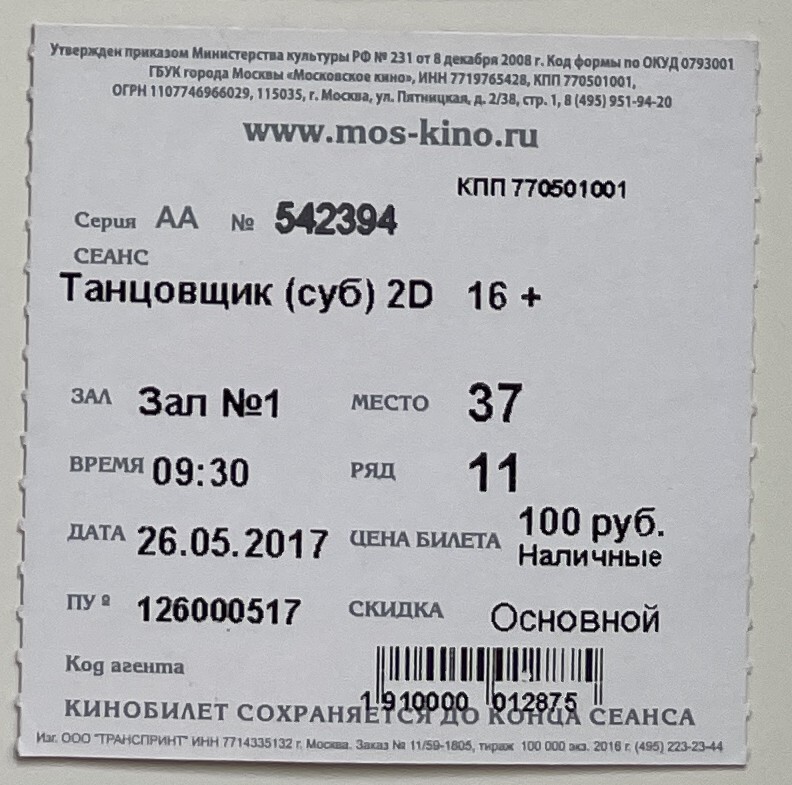 Утвержден приказом Министерства культуры РФ № 231 от 8 декабря 2008 г. Код формы по ОКУД 0793001
ГБУК города Москвы «Московское кино», ИНН 7719765428, КПП 770501001,
ОГРН 1107746966029, 115035, г. Москва, ул. Пятницкая, д. 2/38, стр. 1, 8 (495) 951-94-20
www.mos-kino.ru
КПП 770501001
Серия АА № 542394
СЕАНС
Танцовщик (суб) 2D 16 +
ЗАЛ Зал №1 МЕСТО 37
ВРЕМЯ 09:30 РЯД 11
ДАТА 26.05.2017 ЦЕНА БИЛЕТА 100 руб.
Наличные
ПУ º 126000517 СКИДКА Основной
Код агента
1 910000 012875
КИНОБИЛЕТ СОХРАНЯЕТСЯ ДО КОНЦА СЕАНСА
Изг. ООО "ТРАНСПРИНТ" ИНН 7714335132 г. Москва. Заказ № 11/59-1805, тираж 100 000 экз. 2016 г. (495) 223-23-44